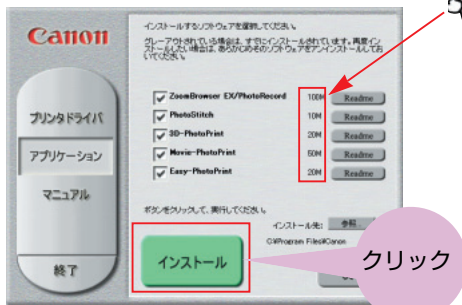 Canon
インストールするソフトウェアを選択してください。
グレーアウトされている場合は、すでにインストールされています。再度イン
ストールしたい場合は、あらかじめそのソフトウェアをアンインストールしてお
いてください。
ZoomBrowser EX/PhotoRecord 100M Readme
PhotoStitch 10M Readme
3D-PhotoPrint 20M Readme
Movie-PhotoPrint 50M Readme
Easy-PhotoPrint 20M Readme
プリンタドライバ
アプリケーション
マニュアル
終了
ボタンをクリックして、実行してください。
インストール先: 参照...
C:¥Program Files¥Canon
インストール
クリック